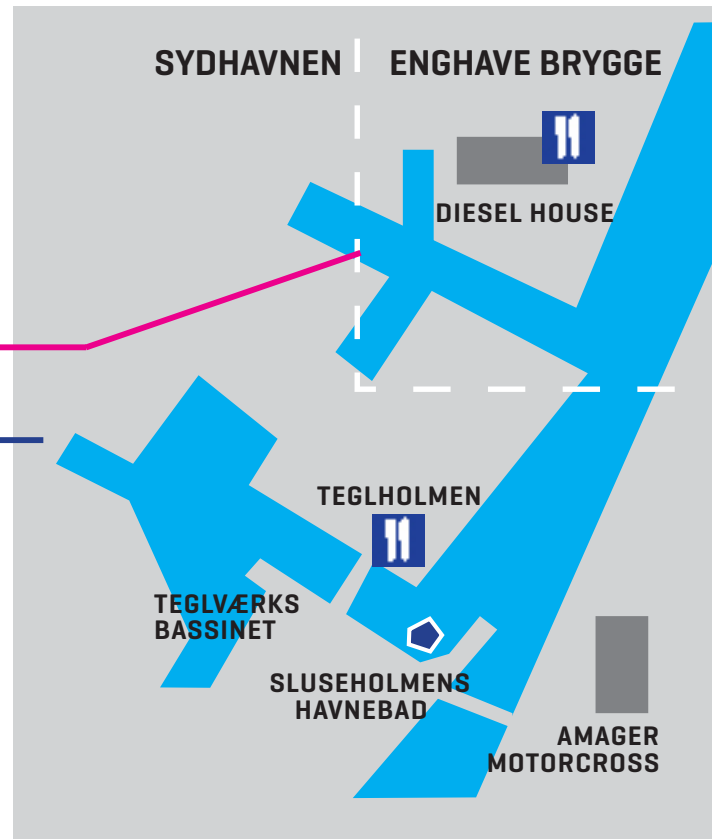 SYDHAVNEN
ENGHAVE BRYGGE
DIESEL HOUSE
TEGLHOLMEN
TEGLVÆRKS
BASSINET
SLUSEHOLMENS
HAVNEBAD
AMAGER
MOTORCROSS